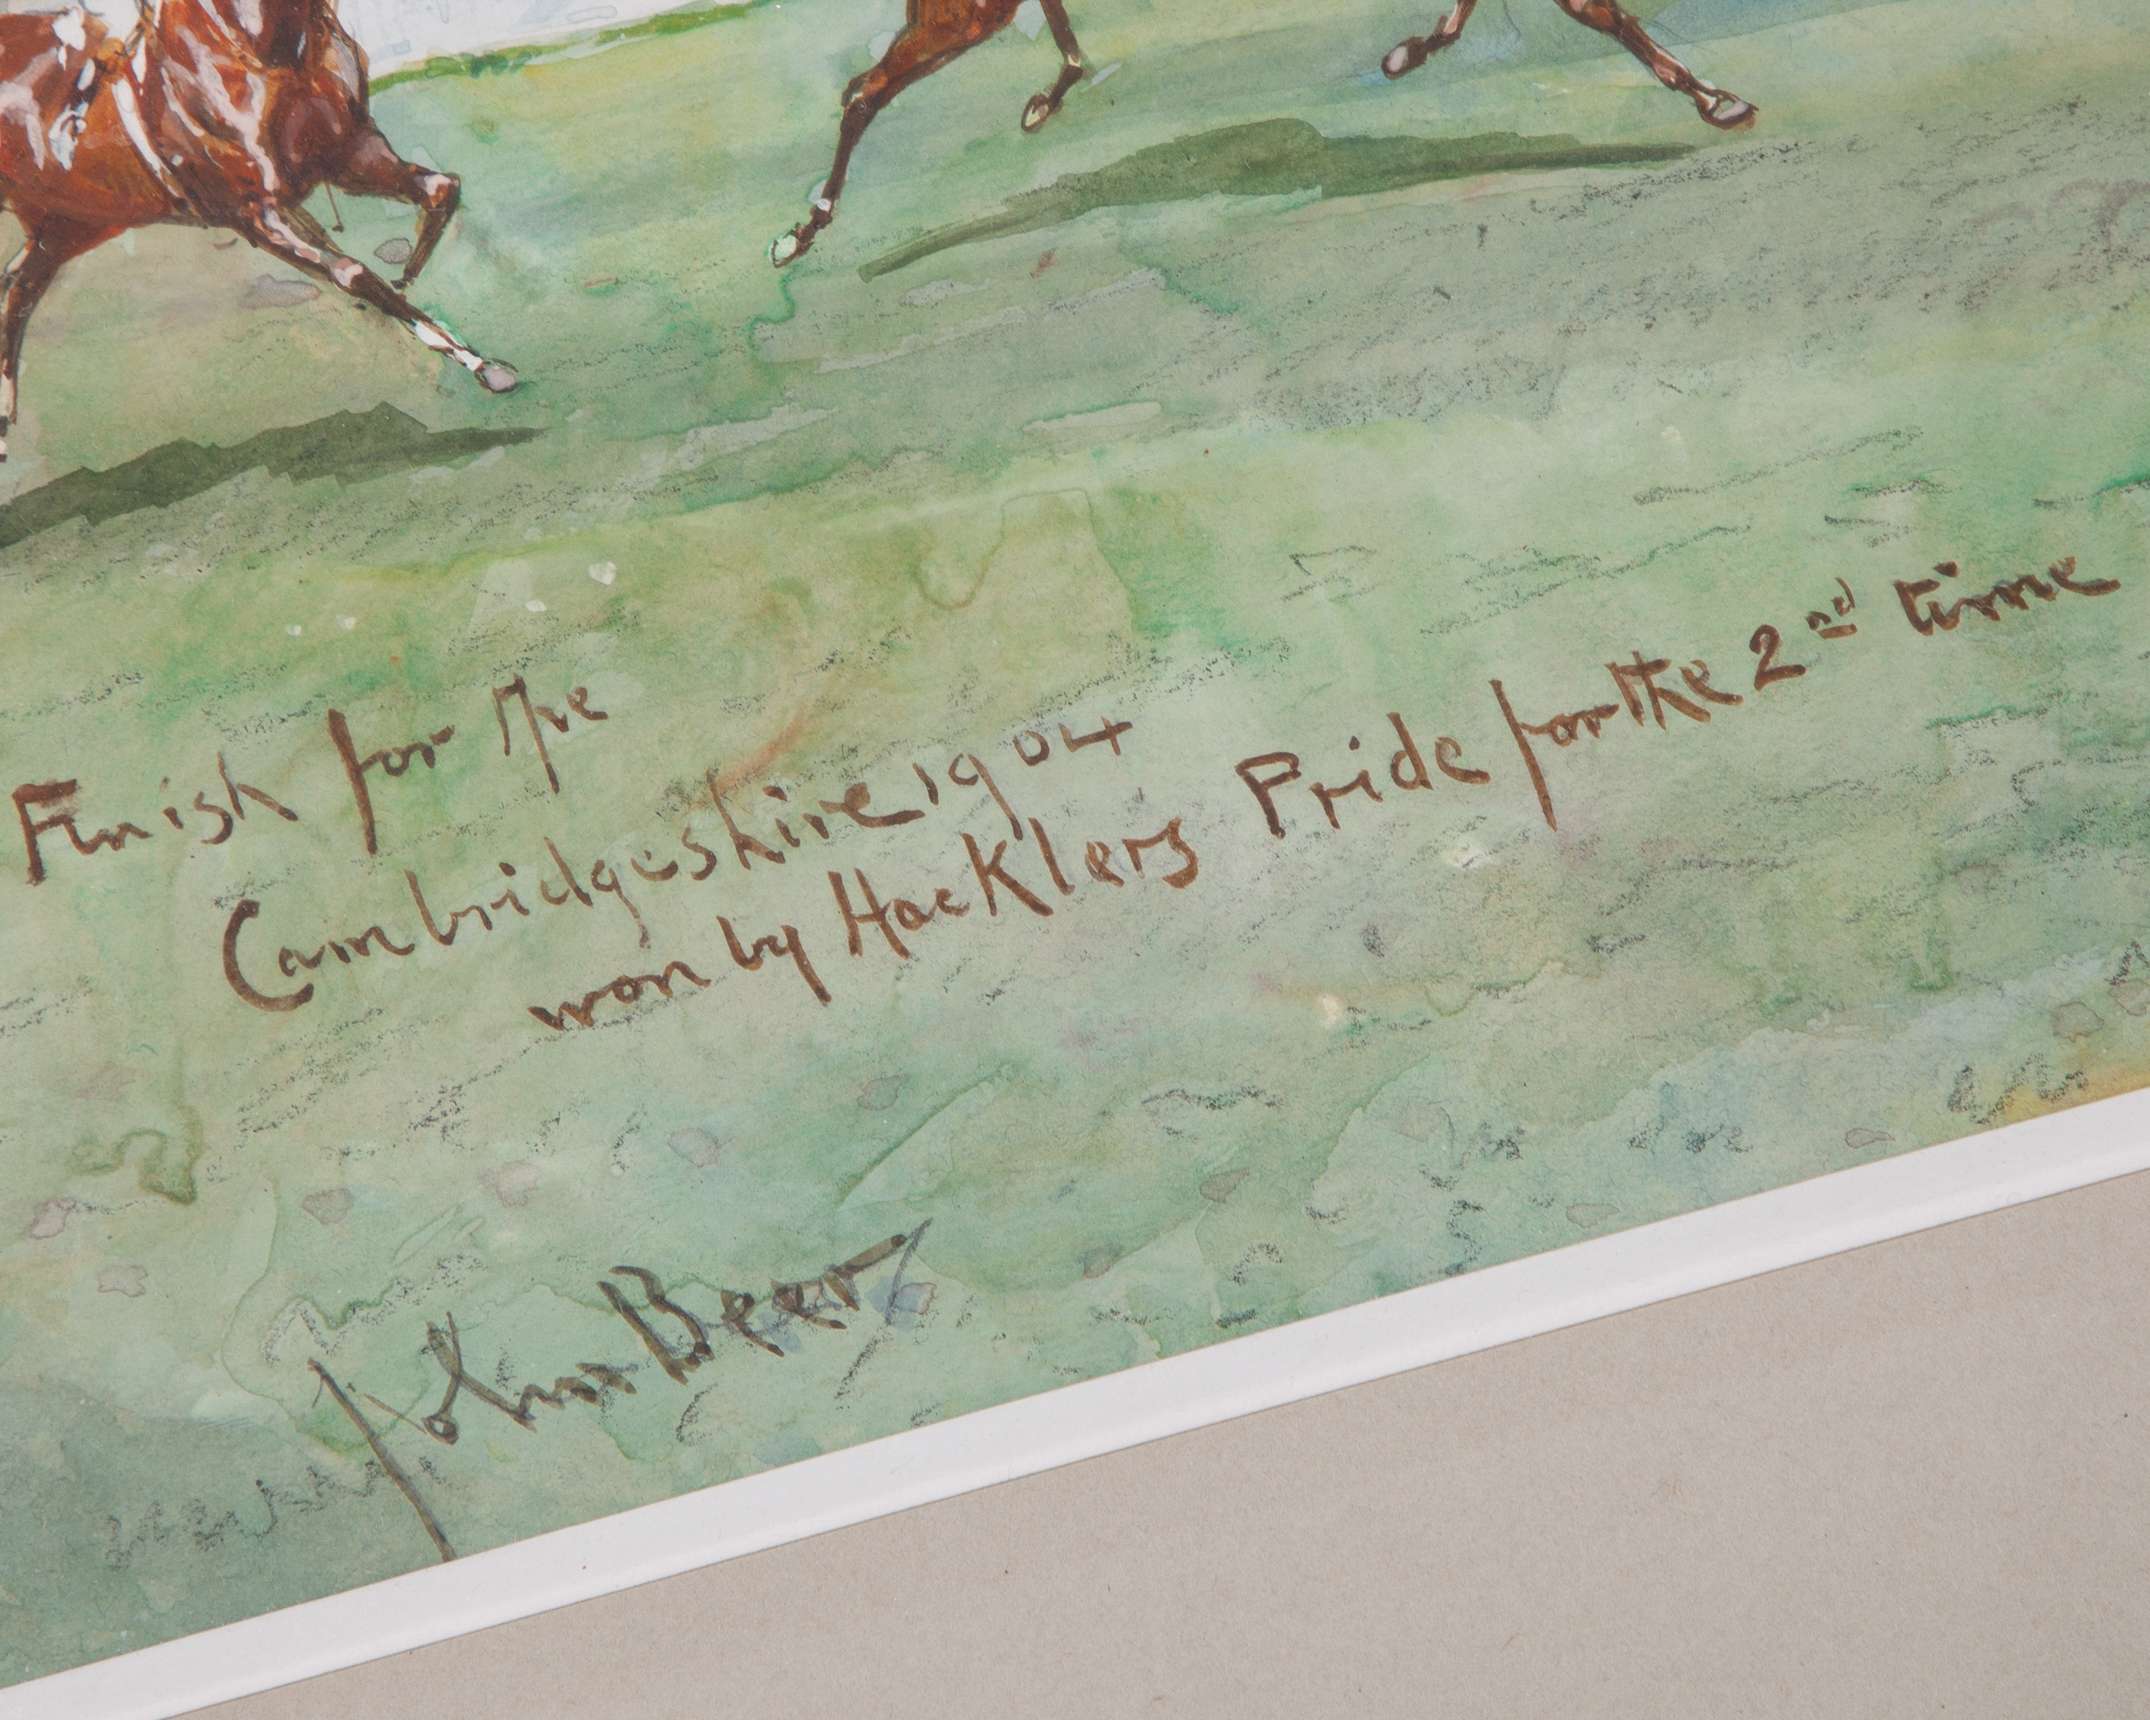 Finish for the
Cambridgeshire 1904
won by Hacklers Pride for the 2nd time
John Beer